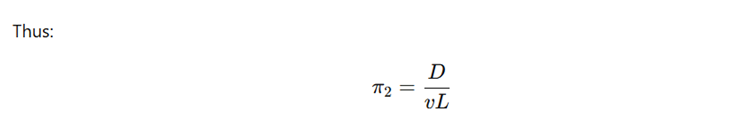 Thus:
π₂ = D / vL